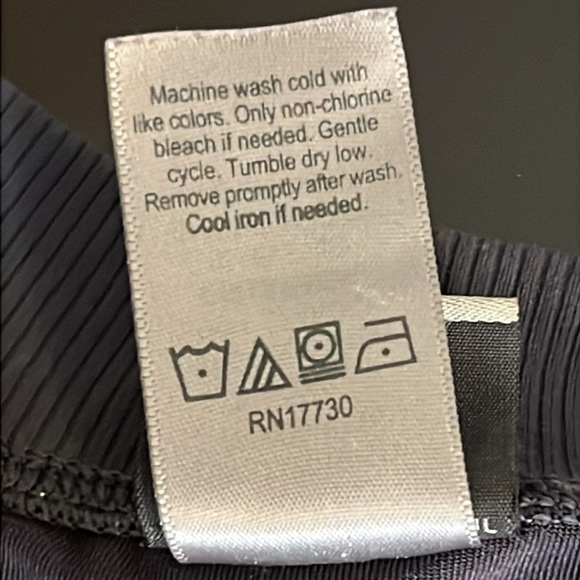 Machine wash cold with
like colors. Only non-chlorine
bleach if needed. Gentle
cycle. Tumble dry low.
Remove promptly after wash.
Cool iron if needed.
RN17730